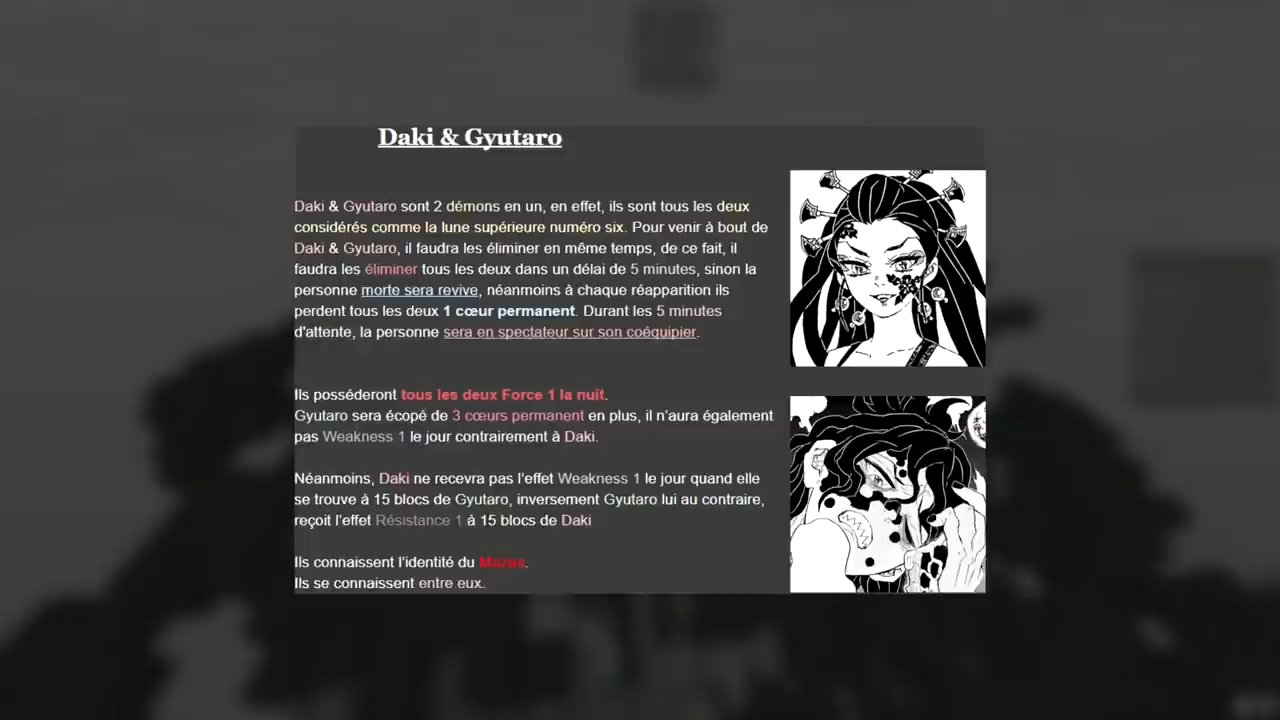 Daki & Gyutaro
Daki & Gyutaro sont 2 démons en un, en effet, ils sont tous les deux
considérés comme la lune supérieure numéro six. Pour venir à bout de
Daki & Gyutaro, il faudra les éliminer en même temps, de ce fait, il
faudra les éliminer tous les deux dans un délai de 5 minutes, sinon la
personne morte sera revive, néanmoins à chaque réapparition ils
perdent tous les deux 1 cœur permanent. Durant les 5 minutes
d'attente, la personne sera en spectateur sur son coéquipier.
Ils posséderont tous les deux Force 1 la nuit.
Gyutaro sera écopé de 3 cœurs permanent en plus, il n'aura également
pas Weakness 1 le jour contrairement à Daki.
Néanmoins, Daki ne recevra pas l'effet Weakness 1 le jour quand elle
se trouve à 15 blocs de Gyutaro, inversement Gyutaro lui au contraire,
reçoit l'effet Résistance 1 à 15 blocs de Daki
Ils connaissent l'identité du Muzan.
Ils se connaissent entre eux.